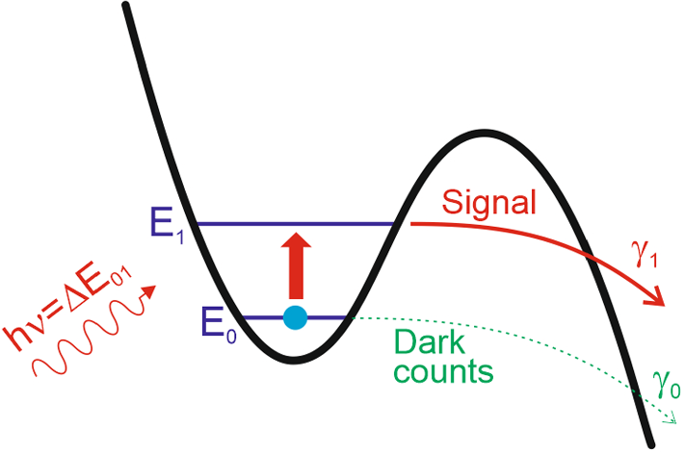 E₁
Signal
γ₁
hν=ΔE₀₁
E₀
Dark
counts
γ₀